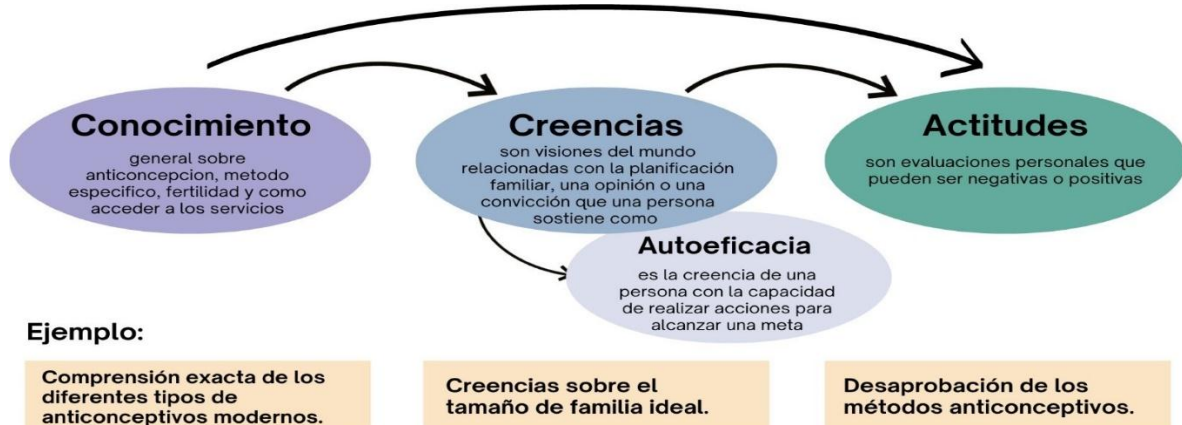 Conocimiento
general sobre
anticoncepcion, metodo
especifico, fertilidad y como
acceder a los servicios
Creencias
son visiones del mundo
relacionadas con la planificación
familiar, una opinión o una
convicción que una persona
sostiene como
Actitudes
son evaluaciones personales que
pueden ser negativas o positivas
Autoeficacia
es la creencia de una
persona con la capacidad
de realizar acciones para
alcanzar una meta
Ejemplo:
Comprensión exacta de los
diferentes tipos de
anticonceptivos modernos.
Creencias sobre el
tamaño de familia ideal.
Desaprobación de los
métodos anticonceptivos.